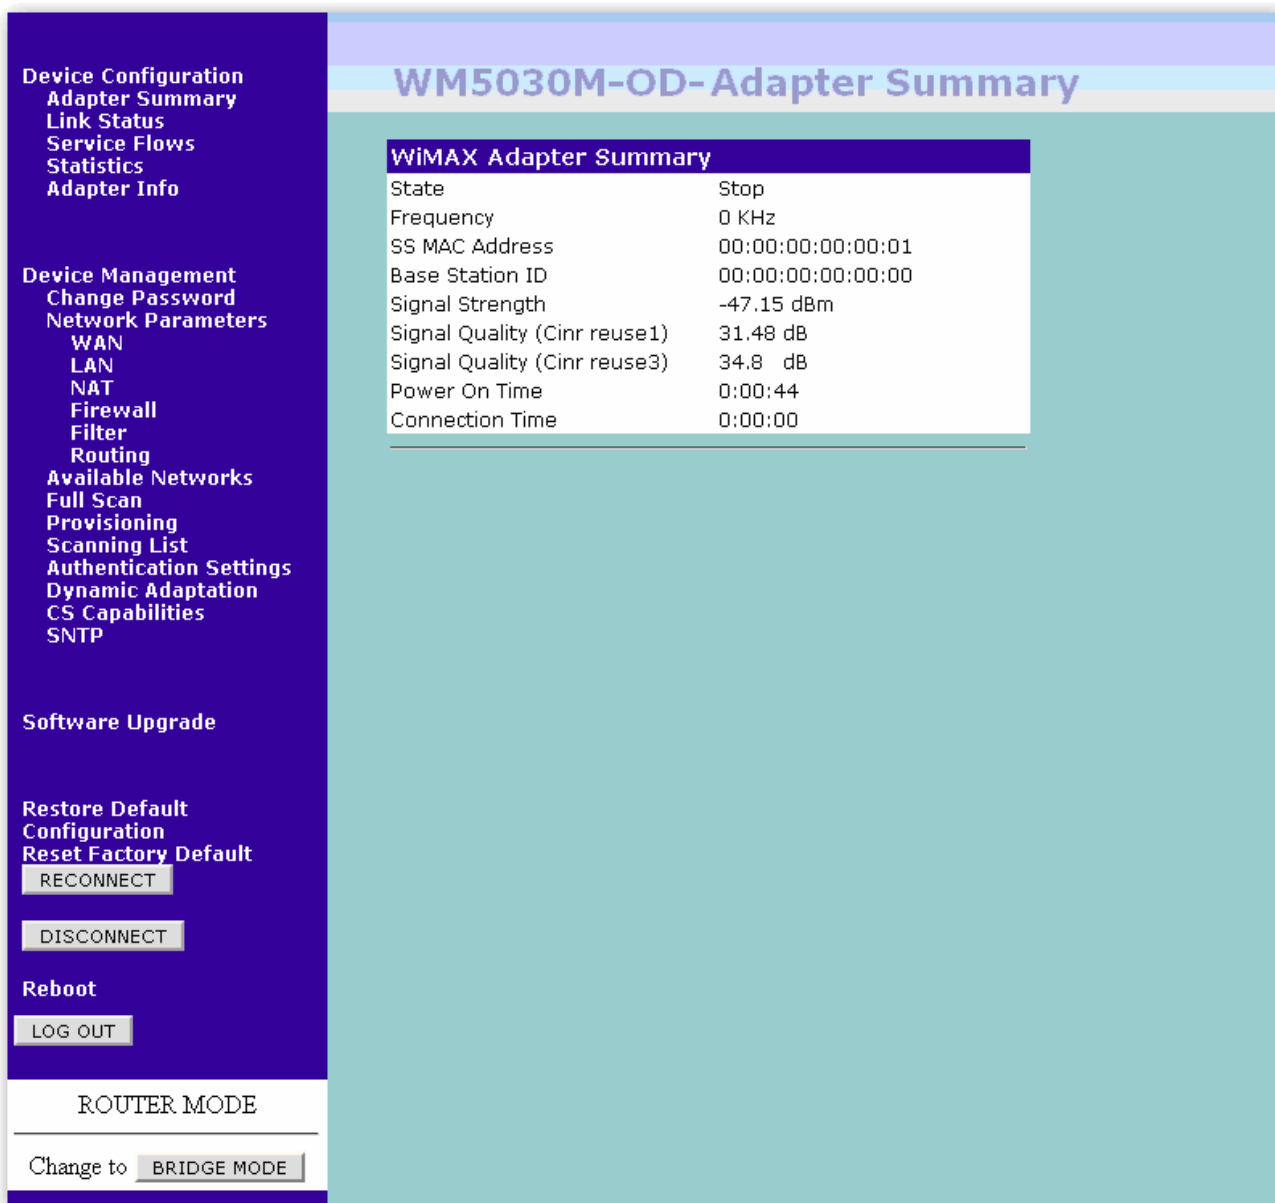 Device Configuration
Adapter Summary
Link Status
Service Flows
Statistics
Adapter Info
Device Management
Change Password
Network Parameters
WAN
LAN
NAT
Firewall
Filter
Routing
Available Networks
Full Scan
Provisioning
Scanning List
Authentication Settings
Dynamic Adaptation
CS Capabilities
SNTP
Software Upgrade
Restore Default
Configuration
Reset Factory Default
RECONNECT
DISCONNECT
Reboot
LOG OUT
ROUTER MODE
Change to BRIDGE MODE
WM5030M-OD-Adapter Summary
WiMAX Adapter Summary
State Stop
Frequency 0 KHz
SS MAC Address 00:00:00:00:00:01
Base Station ID 00:00:00:00:00:00
Signal Strength -47.15 dBm
Signal Quality (Cinr reuse1) 31.48 dB
Signal Quality (Cinr reuse3) 34.8 dB
Power On Time 0:00:44
Connection Time 0:00:00